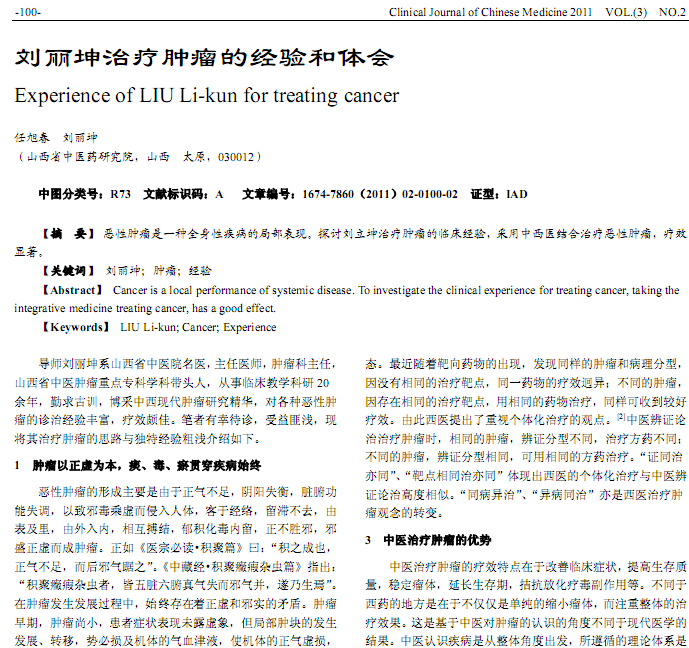 -100- Clinical Journal of Chinese Medicine 2011 VOL.(3) NO.2
刘丽坤治疗肿瘤的经验和体会
Experience of LIU Li-kun for treating cancer
任旭春 刘丽坤
（山西省中医药研究院，山西 太原，030012）
中图分类号：R73 文献标识码：A 文章编号：1674-7860（2011）02-0100-02 证型：IAD
【摘 要】 恶性肿瘤是一种全身性疾病的局部表现。探讨刘立坤治疗肿瘤的临床经验，采用中西医结合治疗恶性肿瘤，疗效
显著。
【关键词】 刘丽坤；肿瘤；经验
【Abstract】 Cancer is a local performance of systemic disease. To investigate the clinical experience for treating cancer, taking the
integrative medicine treating cancer, has a good effect.
【Keywords】 LIU Li-kun; Cancer; Experience
导师刘丽坤系山西省中医院名医，主任医师，肿瘤科主任，
山西省中医肿瘤重点专科学科带头人，从事临床教学科研 20
余年，勤求古训，博采中西现代肿瘤研究精华，对各种恶性肿
瘤的诊治经验丰富，疗效颇佳。笔者有幸待诊，受益匪浅，现
将其治疗肿瘤的思路与独特经验粗浅介绍如下。
1 肿瘤以正虚为本，痰、毒、瘀贯穿疾病始终
恶性肿瘤的形成主要是由于正气不足，阴阳失衡，脏腑功
能失调，以致邪毒乘虚而侵入人体，客于经络，留滞不去，由
表及里，由外入内，相互搏结，郁积化毒内留，正不胜邪，邪
盛正虚而成肿瘤。正如《医宗必读•积聚篇》曰：“积之成也，
正气不足，而后邪气踞之”。《中藏经•积聚癥瘕杂虫篇》指出：
“积聚癥瘕杂虫者，皆五脏六腑真气失而邪气并，遂乃生焉”。
在肿瘤发生发展过程中，始终存在着正虚和邪实的矛盾。肿瘤
早期，肿瘤尚小，患者症状表现未露虚象，但局部肿块的发生
发展、转移，势必损及机体的气血津液，使机体的正气虚损，
态。最近随着靶向药物的出现，发现同样的肿瘤和病理分型，
因没有相同的治疗靶点，同一药物的疗效迥异；不同的肿瘤，
因存在相同的治疗靶点，用相同的药物治疗，同样可收到较好
疗效。由此西医提出了重视个体化治疗的观点。[2]中医辨证论
治治疗肿瘤时，相同的肿瘤，辨证分型不同，治疗方药不同；
不同的肿瘤，辨证分型相同，可用相同的方药治疗。“证同治
亦同”、“靶点相同治亦同”体现出西医的个体化治疗与中医辨
证论治高度相似。“同病异治”、“异病同治”亦是西医治疗肿
瘤观念的转变。
3 中医治疗肿瘤的优势
中医治疗肿瘤的疗效特点在于改善临床症状，提高生存质
量，稳定瘤体，延长生存期，拮抗放化疗毒副作用等。不同于
西药的地方是在于不仅仅是单纯的缩小瘤体，而注重整体的治
疗效果。这是基于中医对肿瘤的认识的角度不同于现代医学的
结果。中医认识疾病是从整体角度出发，所遵循的理论体系是